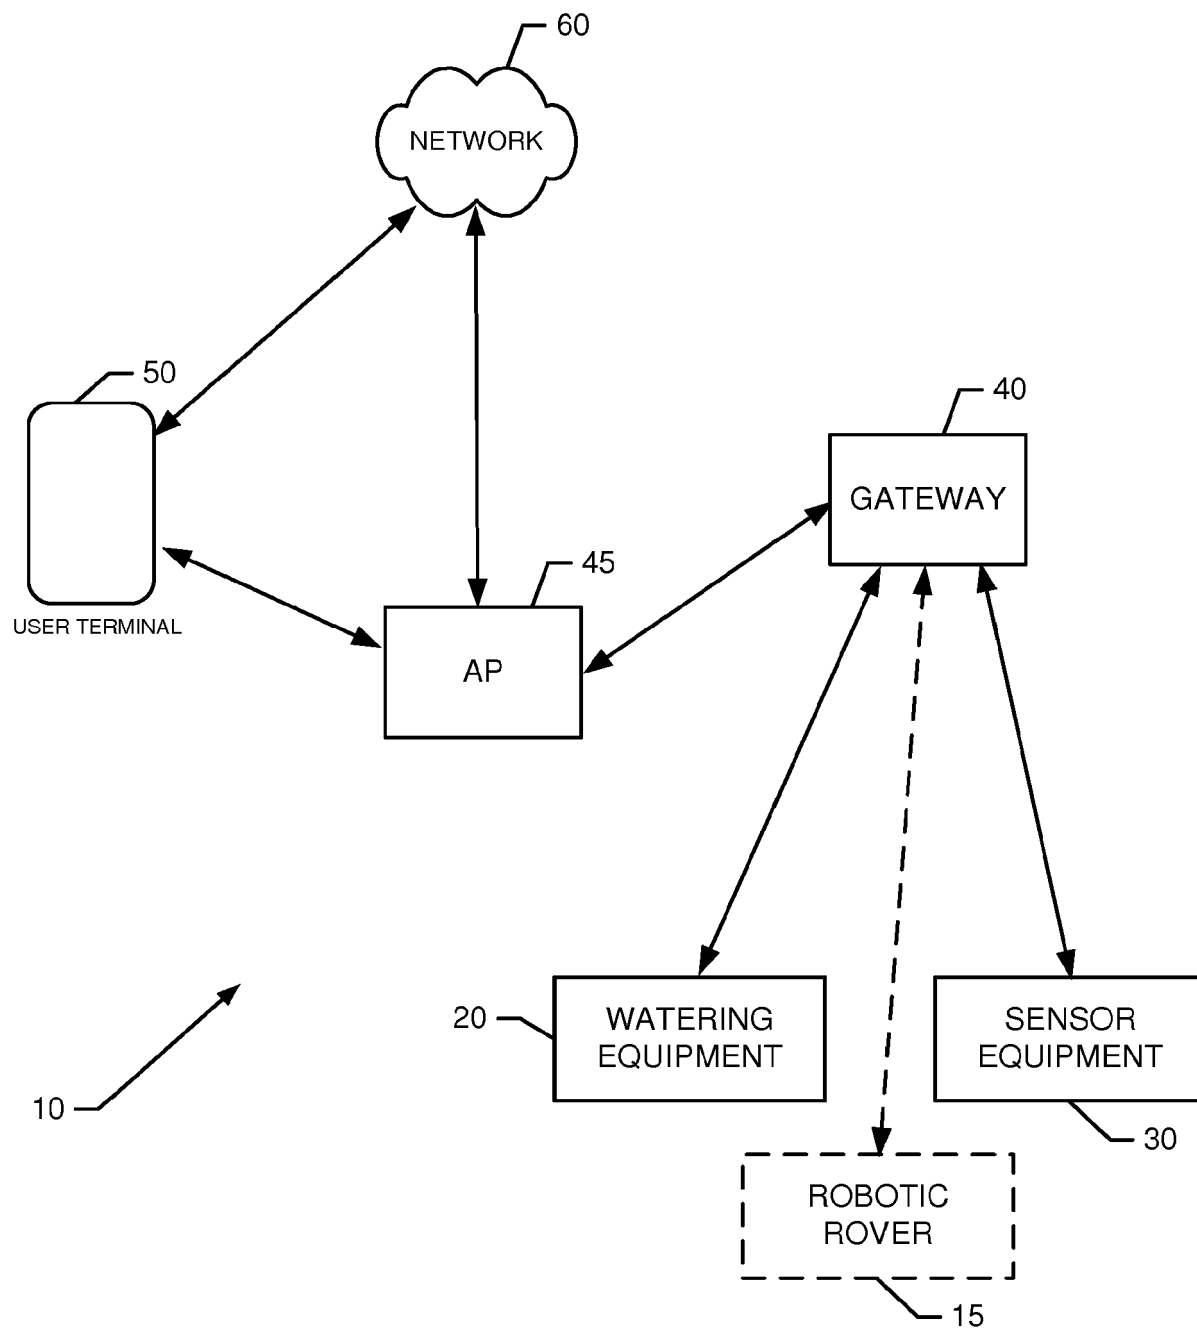 60
NETWORK
50
USER TERMINAL
40
GATEWAY
45
AP
20
WATERING
EQUIPMENT
SENSOR
EQUIPMENT
10
30
ROBOTIC
ROVER
15